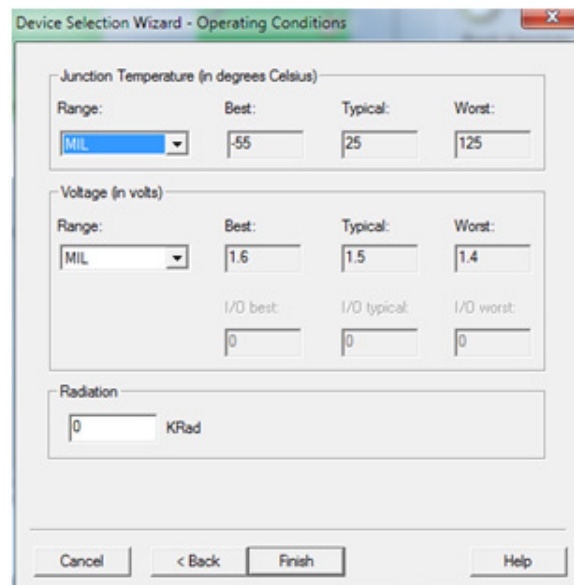 Device Selection Wizard - Operating Conditions
Junction Temperature (in degrees Celsius)
Range: Best: Typical: Worst:
MIL -55 25 125
Voltage (in volts)
Range: Best: Typical: Worst:
MIL 1.6 1.5 1.4
I/O best: I/O typical: I/O worst:
0 0 0
Radiation
0 KRad
Cancel < Back Finish Help